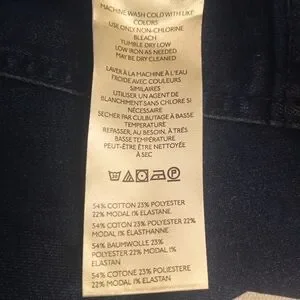 MACHINE WASH COLD WITH LIKE
COLORS
USE ONLY NON-CHLORINE
BLEACH
TUMBLE DRY LOW
LOW IRON AS NEEDED
MAY BE DRY CLEANED
LAVER À LA MACHINE À L'EAU
FROIDE AVEC COULEURS
SIMILAIRES
UTILISER UN AGENT DE
BLANCHIMENT SANS CHLORE SI
NÉCESSAIRE
SECHER PAR CULBUTAGE À BASSE
TEMPERATURE
REPASSER, AU BESOIN, À TRÈS
BASSE TEMPÉRATURE
PEUT-ÊTRE ÊTRE NETTOYÉE
À SEC
54% COTTON 23% POLYESTER
22% MODAL 1% ELASTANE.
54% COTON 23% POLYESTER 22%
MODAL 1% ELASTHANNE
54% BAUMWOLLE 23%
POLYESTER 22% MODAL 1%
ELASTAN
54% COTONE 23% POLIESTERE
22% MODAL 1% ELASTAN